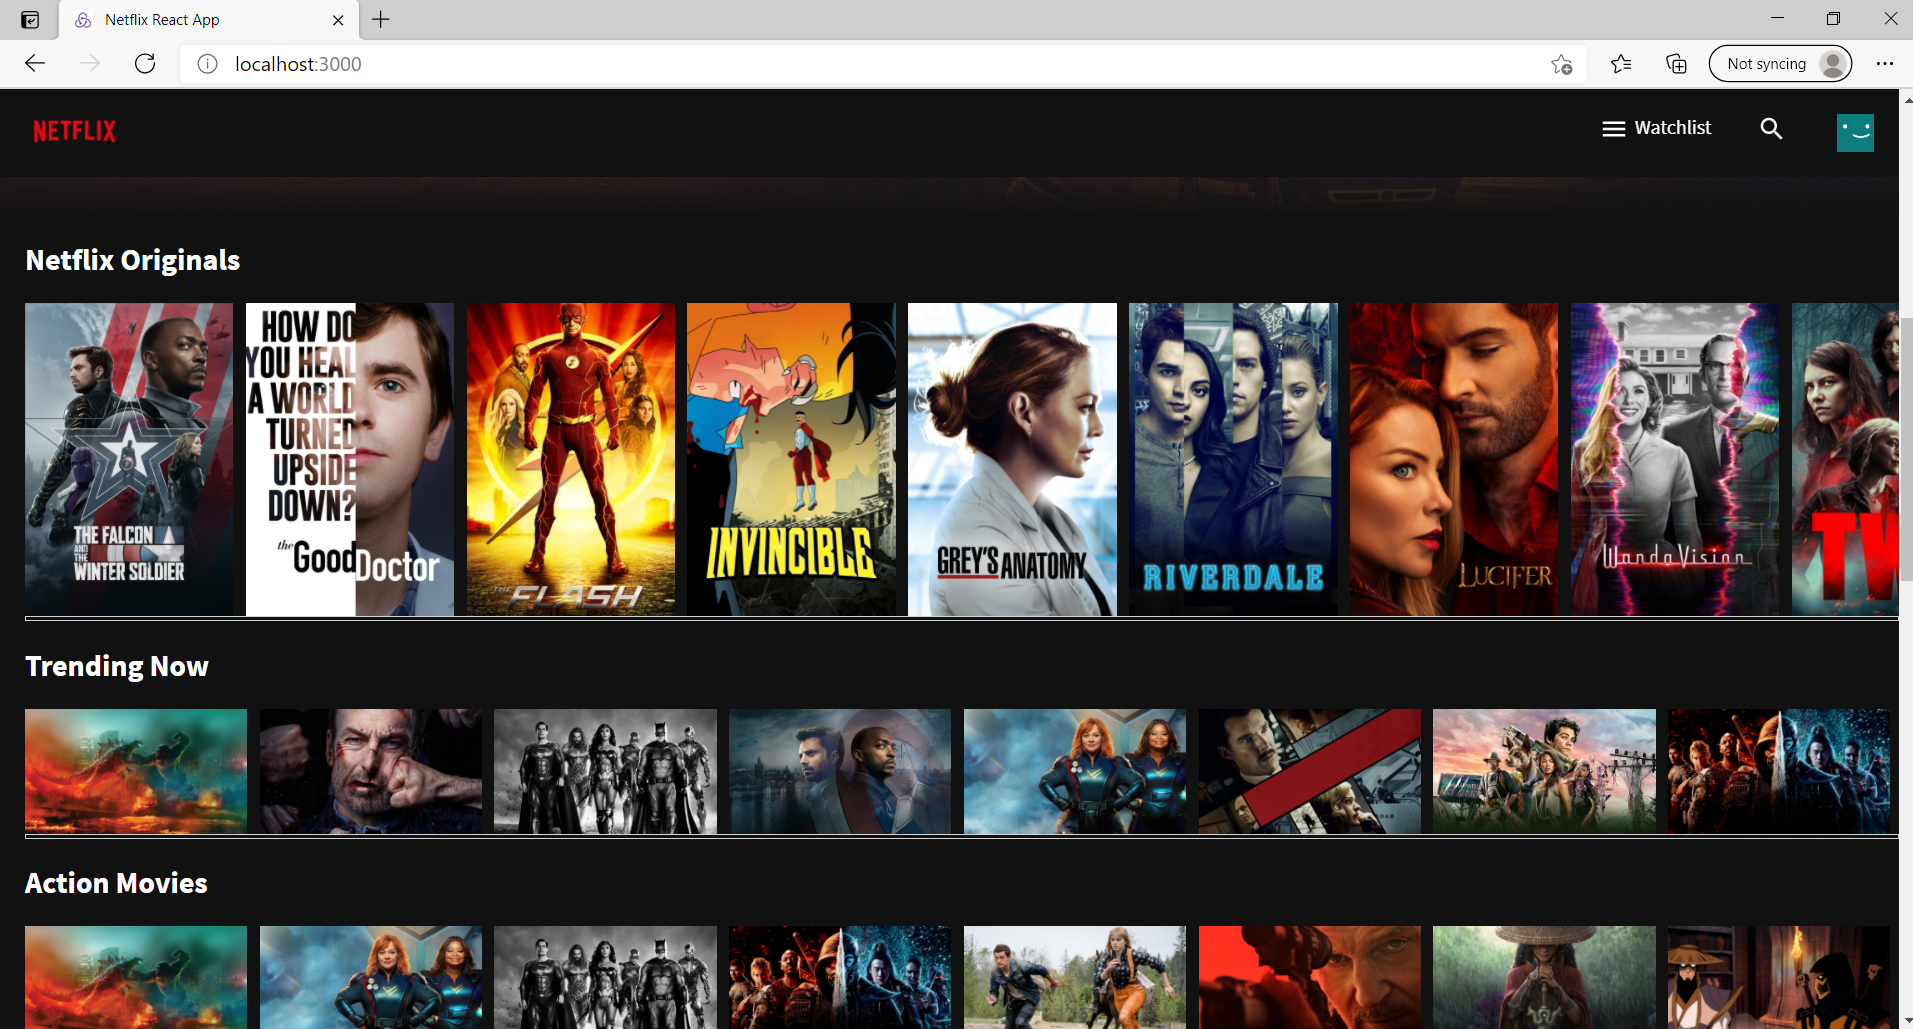 Netflix React App
localhost:3000
Not syncing
NETFLIX
Watchlist
Netflix Originals
THE FALCON
AND THE
WINTER SOLDIER
HOW DO
YOU HEAL
A WORLD
TURNED
UPSIDE
DOWN?
the Good Doctor
THE FLASH
INVINCIBLE
GREY'S ANATOMY
RIVERDALE
LUCIFER
WandaVision
TW
Trending Now
Action Movies